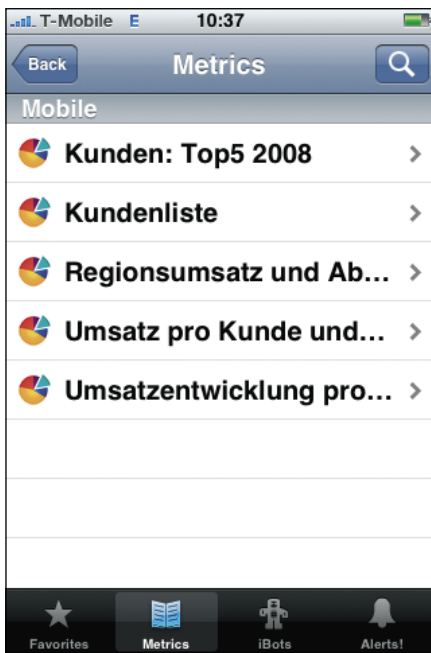 T-Mobile E 10:37
Back Metrics
Mobile
Kunden: Top5 2008
Kundenliste
Regionsumsatz und Ab...
Umsatz pro Kunde und...
Umsatzentwicklung pro...
Favorites Metrics iBots Alerts!